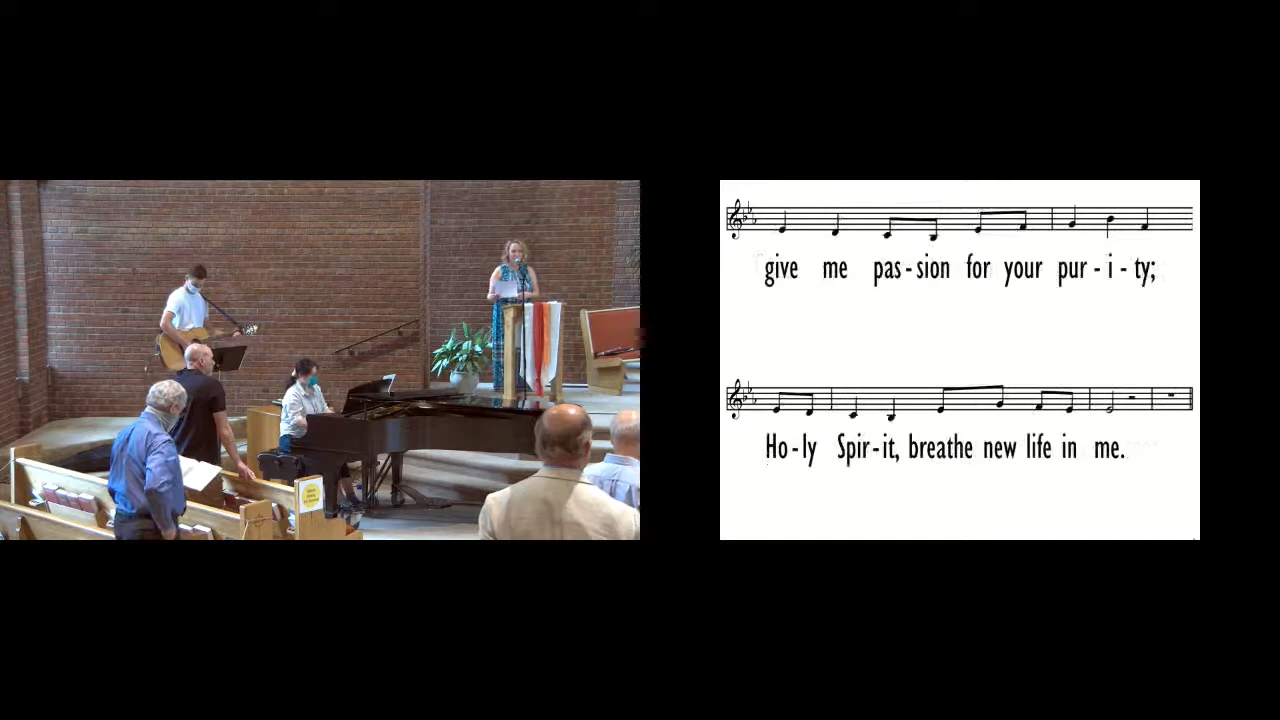 give me pas-sion for your pur-i-ty;
Ho-ly Spir-it, breathe new life in me.